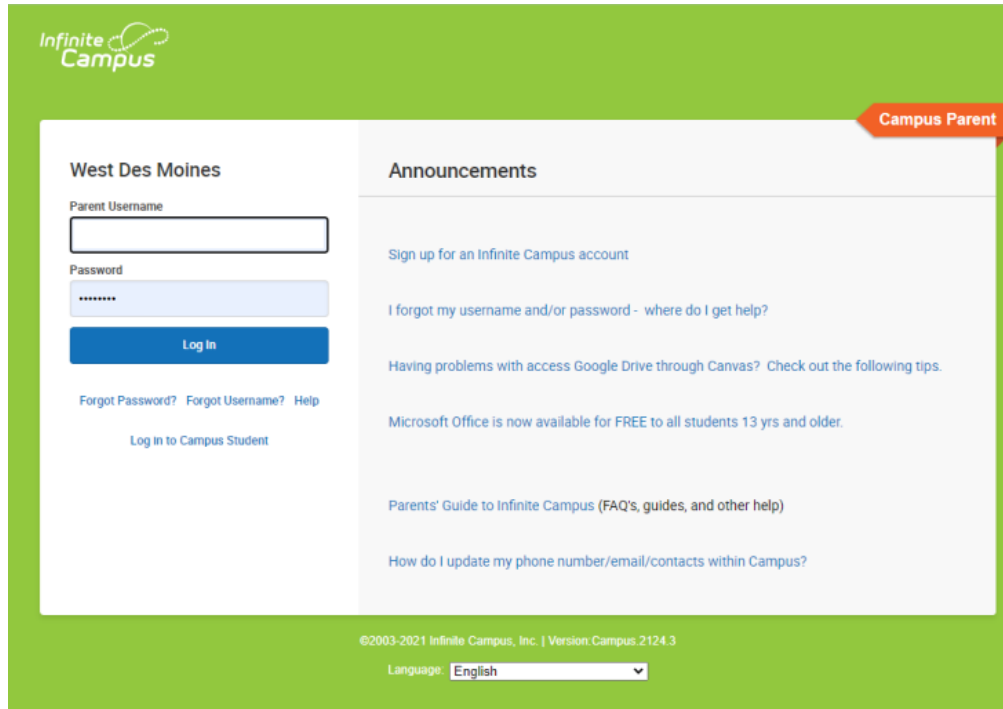 Infinite
Campus
Campus Parent
West Des Moines
Parent Username
Password
••••••••
Log In
Forgot Password? Forgot Username? Help
Log in to Campus Student
Announcements
Sign up for an Infinite Campus account
I forgot my username and/or password - where do I get help?
Having problems with access Google Drive through Canvas? Check out the following tips.
Microsoft Office is now available for FREE to all students 13 yrs and older.
Parents' Guide to Infinite Campus (FAQ's, guides, and other help)
How do I update my phone number/email/contacts within Campus?
©2003-2021 Infinite Campus, Inc. | Version:Campus.2124.3
Language: English